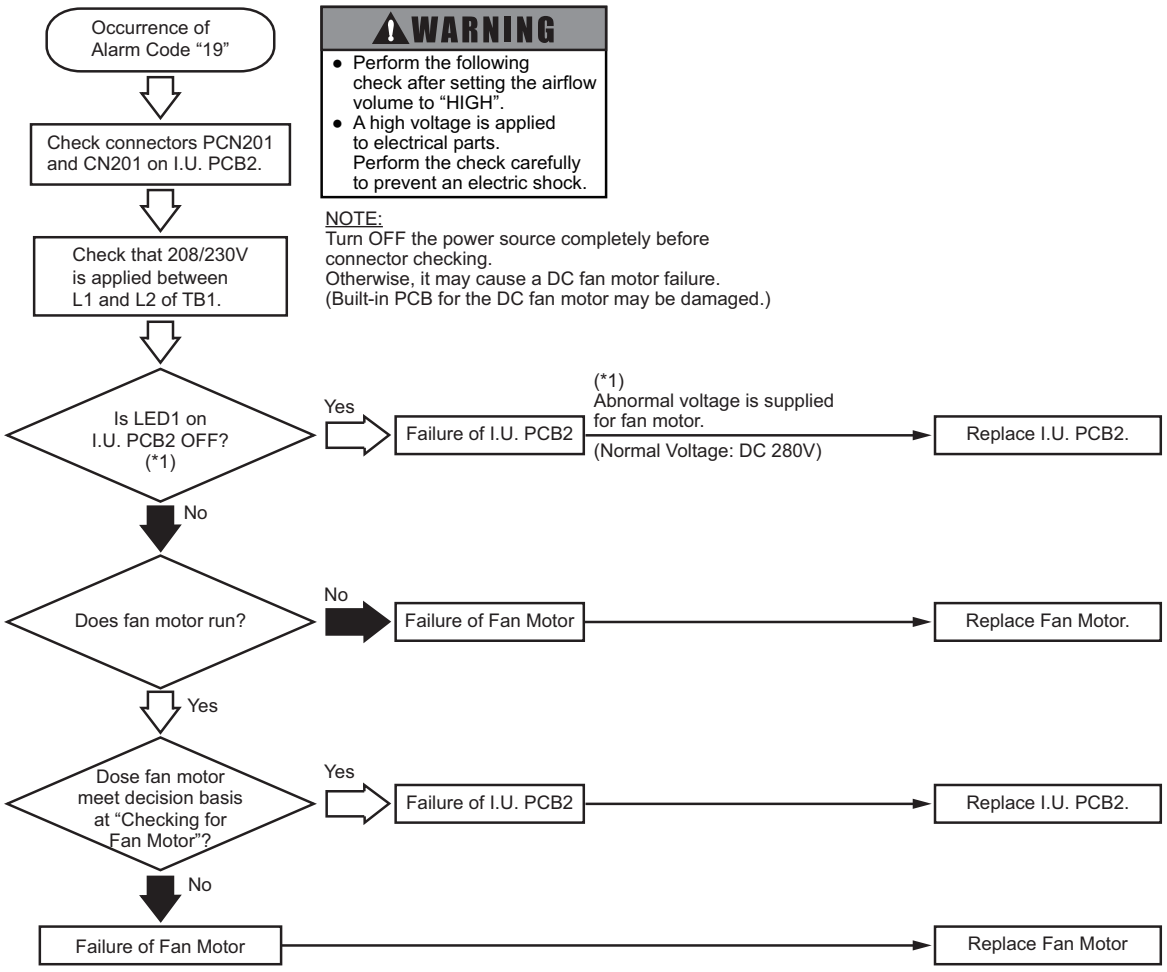 Occurrence of
Alarm Code “19”
WARNING
● Perform the following
check after setting the airflow
volume to “HIGH”.
● A high voltage is applied
to electrical parts.
Perform the check carefully
to prevent an electric shock.
Check connectors PCN201
and CN201 on I.U. PCB2.
NOTE:
Turn OFF the power source completely before
connector checking.
Otherwise, it may cause a DC fan motor failure.
(Built-in PCB for the DC fan motor may be damaged.)
Check that 208/230V
is applied between
L1 and L2 of TB1.
Is LED1 on
I.U. PCB2 OFF?
(*1)
Yes
Failure of I.U. PCB2
(*1)
Abnormal voltage is supplied
for fan motor.
(Normal Voltage: DC 280V)
Replace I.U. PCB2.
No
Does fan motor run?
No
Failure of Fan Motor
Replace Fan Motor.
Yes
Dose fan motor
meet decision basis
at “Checking for
Fan Motor”?
Yes
Failure of I.U. PCB2
Replace I.U. PCB2.
No
Failure of Fan Motor
Replace Fan Motor